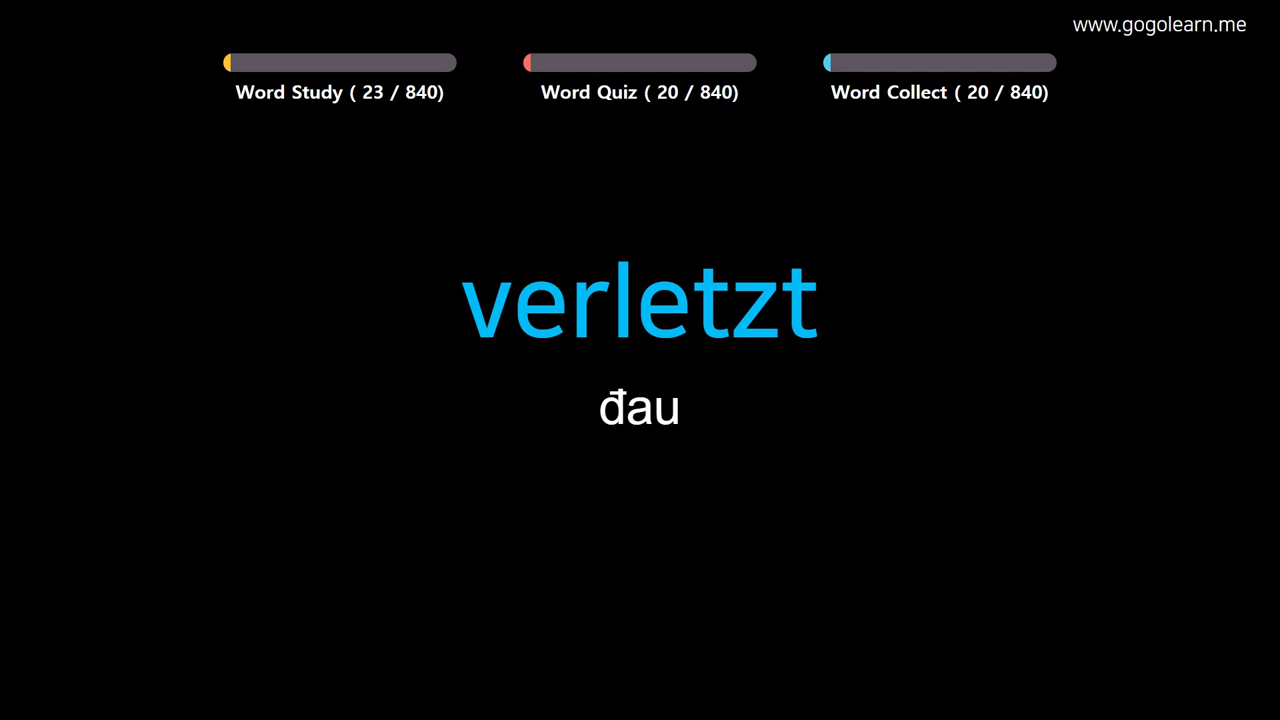 www.gogolearn.me
Word Study ( 23 / 840)
Word Quiz ( 20 / 840)
Word Collect ( 20 / 840)
verletzt
đau